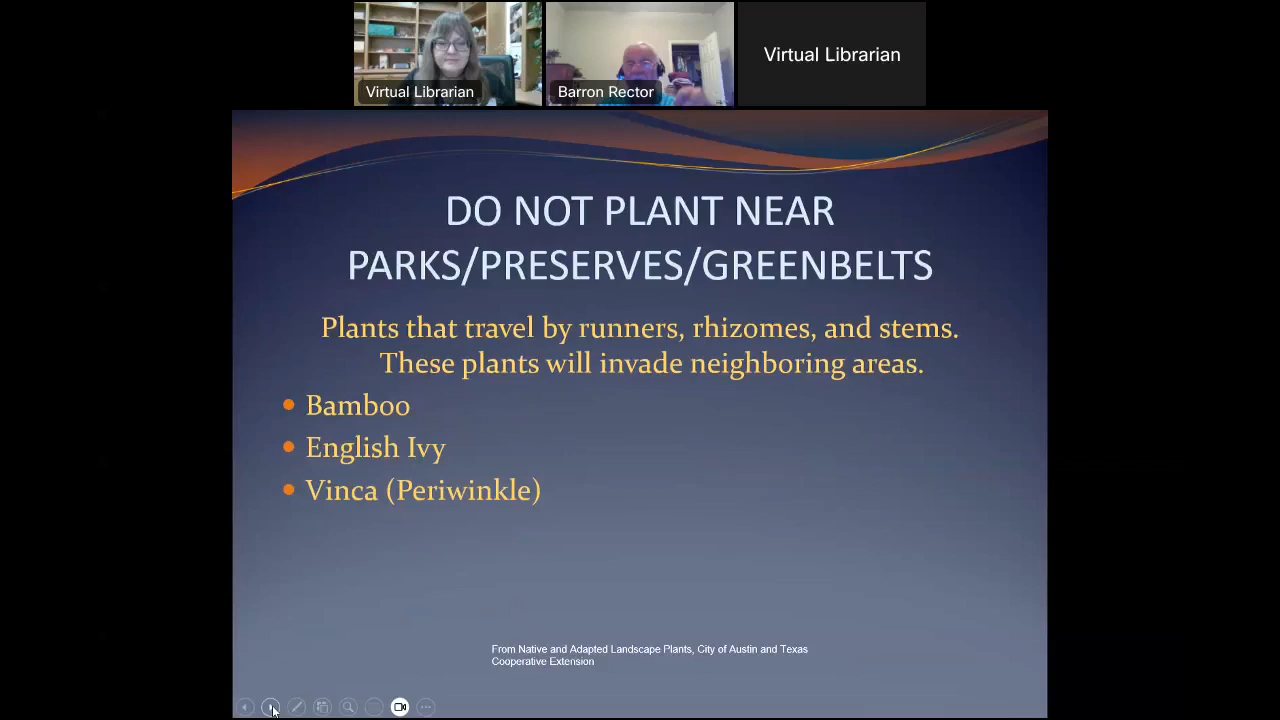 Virtual Librarian
Barron Rector
Virtual Librarian
DO NOT PLANT NEAR
PARKS/PRESERVES/GREENBELTS
Plants that travel by runners, rhizomes, and stems.
These plants will invade neighboring areas.
Bamboo
English Ivy
Vinca (Periwinkle)
From Native and Adapted Landscape Plants, City of Austin and Texas
Cooperative Extension